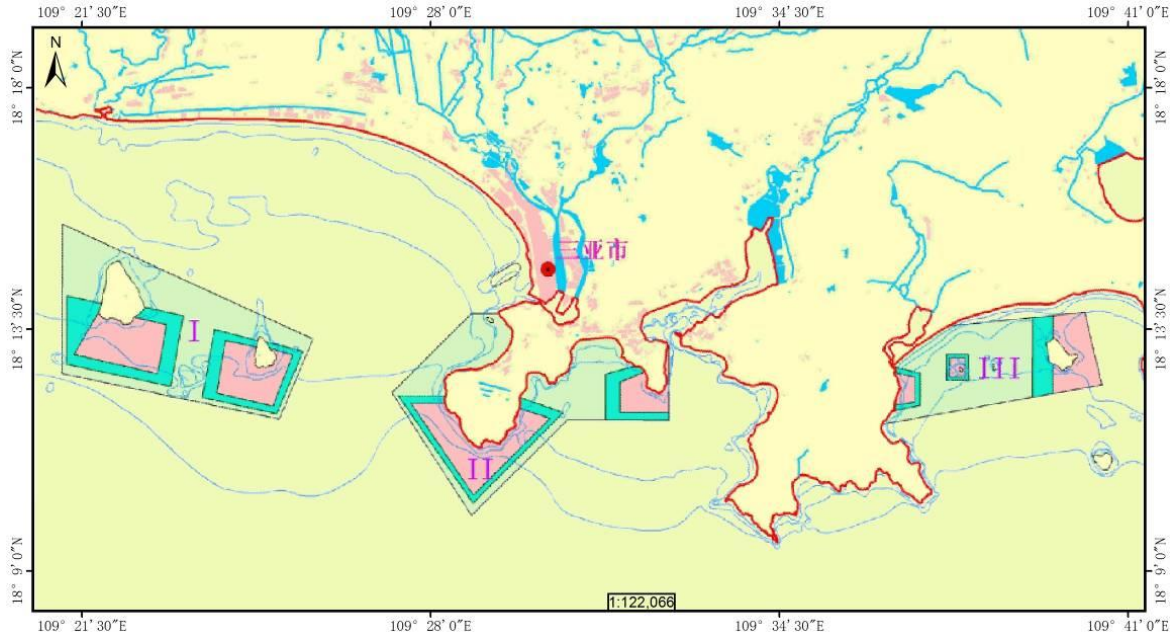 109° 21′30″E
109° 28′0″E
109° 34′30″E
109° 41′0″E
N
18° 18′0″N
18° 18′0″N
三亚市
18° 13′30″N
18° 13′30″N
I
III
II
18° 9′0″N
18° 9′0″N
1:122,066
109° 21′30″E
109° 28′0″E
109° 34′30″E
109° 41′0″E